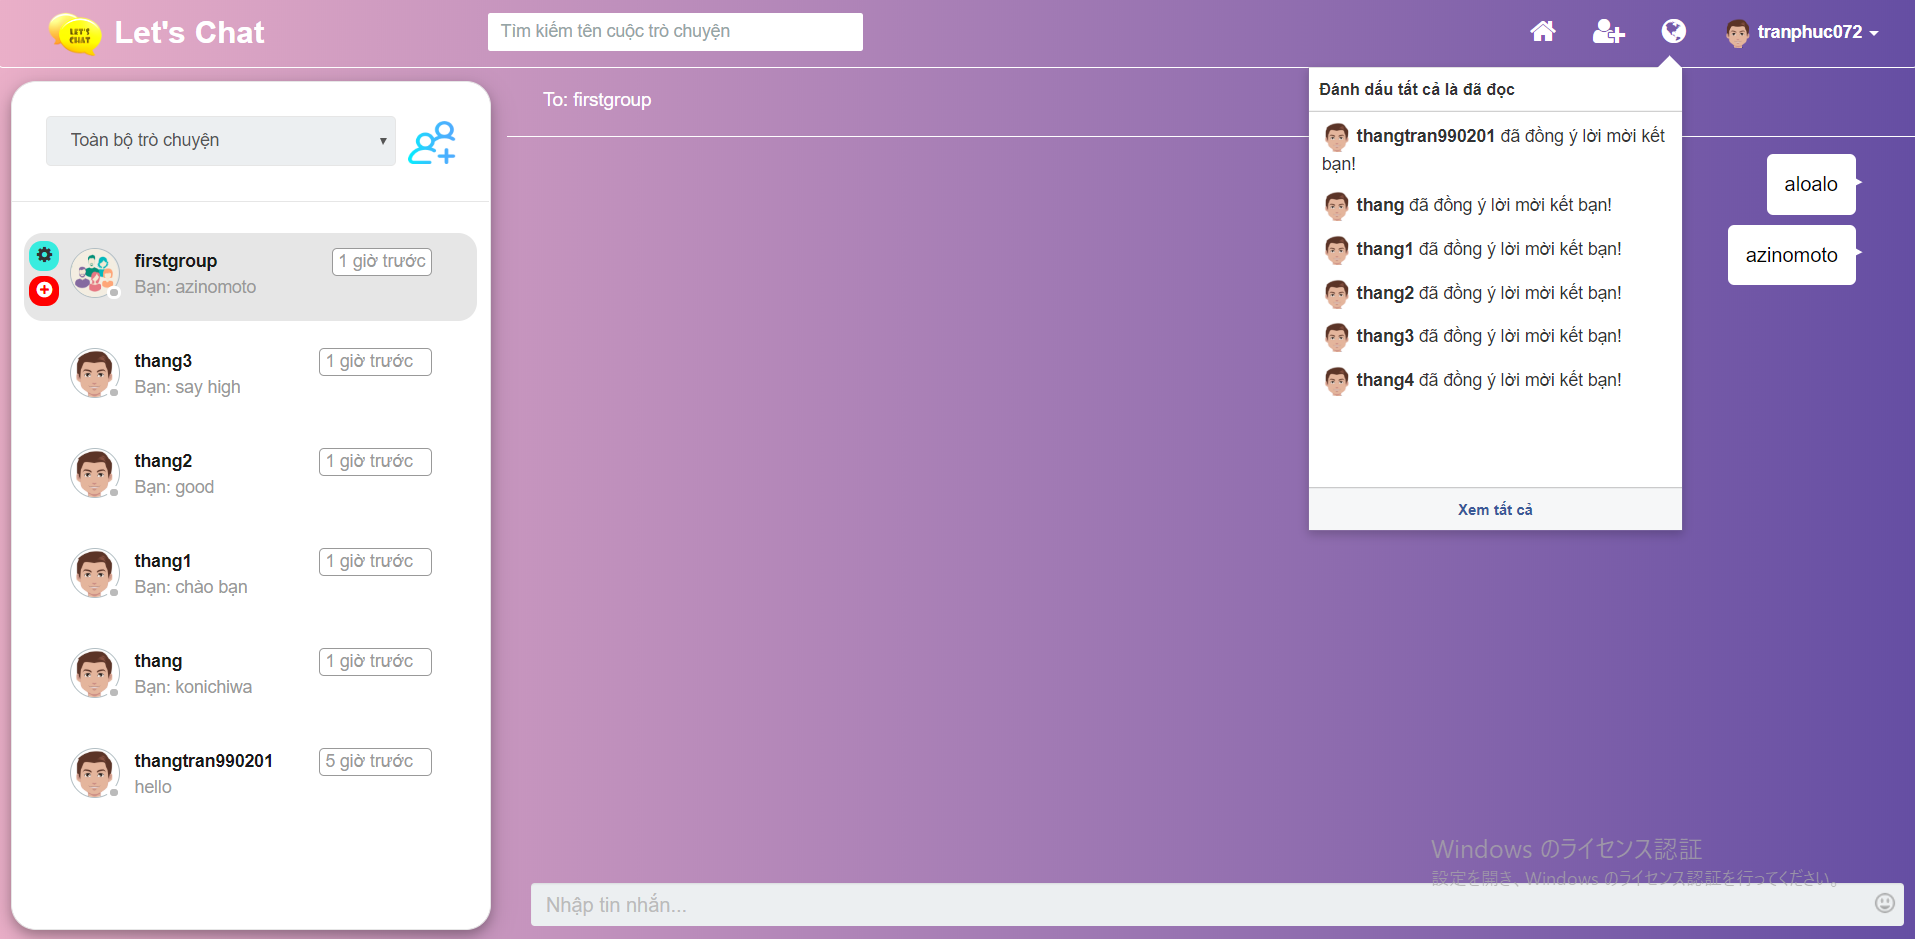 LET'S
CHAT
Let's Chat
Tìm kiếm tên cuộc trò chuyện
tranphuc072
Toàn bộ trò chuyện
firstgroup
1 giờ trước
Bạn: azinomoto
thang3
1 giờ trước
Bạn: say high
thang2
1 giờ trước
Bạn: good
thang1
1 giờ trước
Bạn: chào bạn
thang
1 giờ trước
Bạn: konichiwa
thangtran990201
5 giờ trước
hello
To: firstgroup
aloalo
azinomoto
Đánh dấu tất cả là đã đọc
thangtran990201 đã đồng ý lời mời kết
bạn!
thang đã đồng ý lời mời kết bạn!
thang1 đã đồng ý lời mời kết bạn!
thang2 đã đồng ý lời mời kết bạn!
thang3 đã đồng ý lời mời kết bạn!
thang4 đã đồng ý lời mời kết bạn!
Xem tất cả
Windows のライセンス認証
設定を開き、Windows のライセンス認証を行ってください。
Nhập tin nhắn...